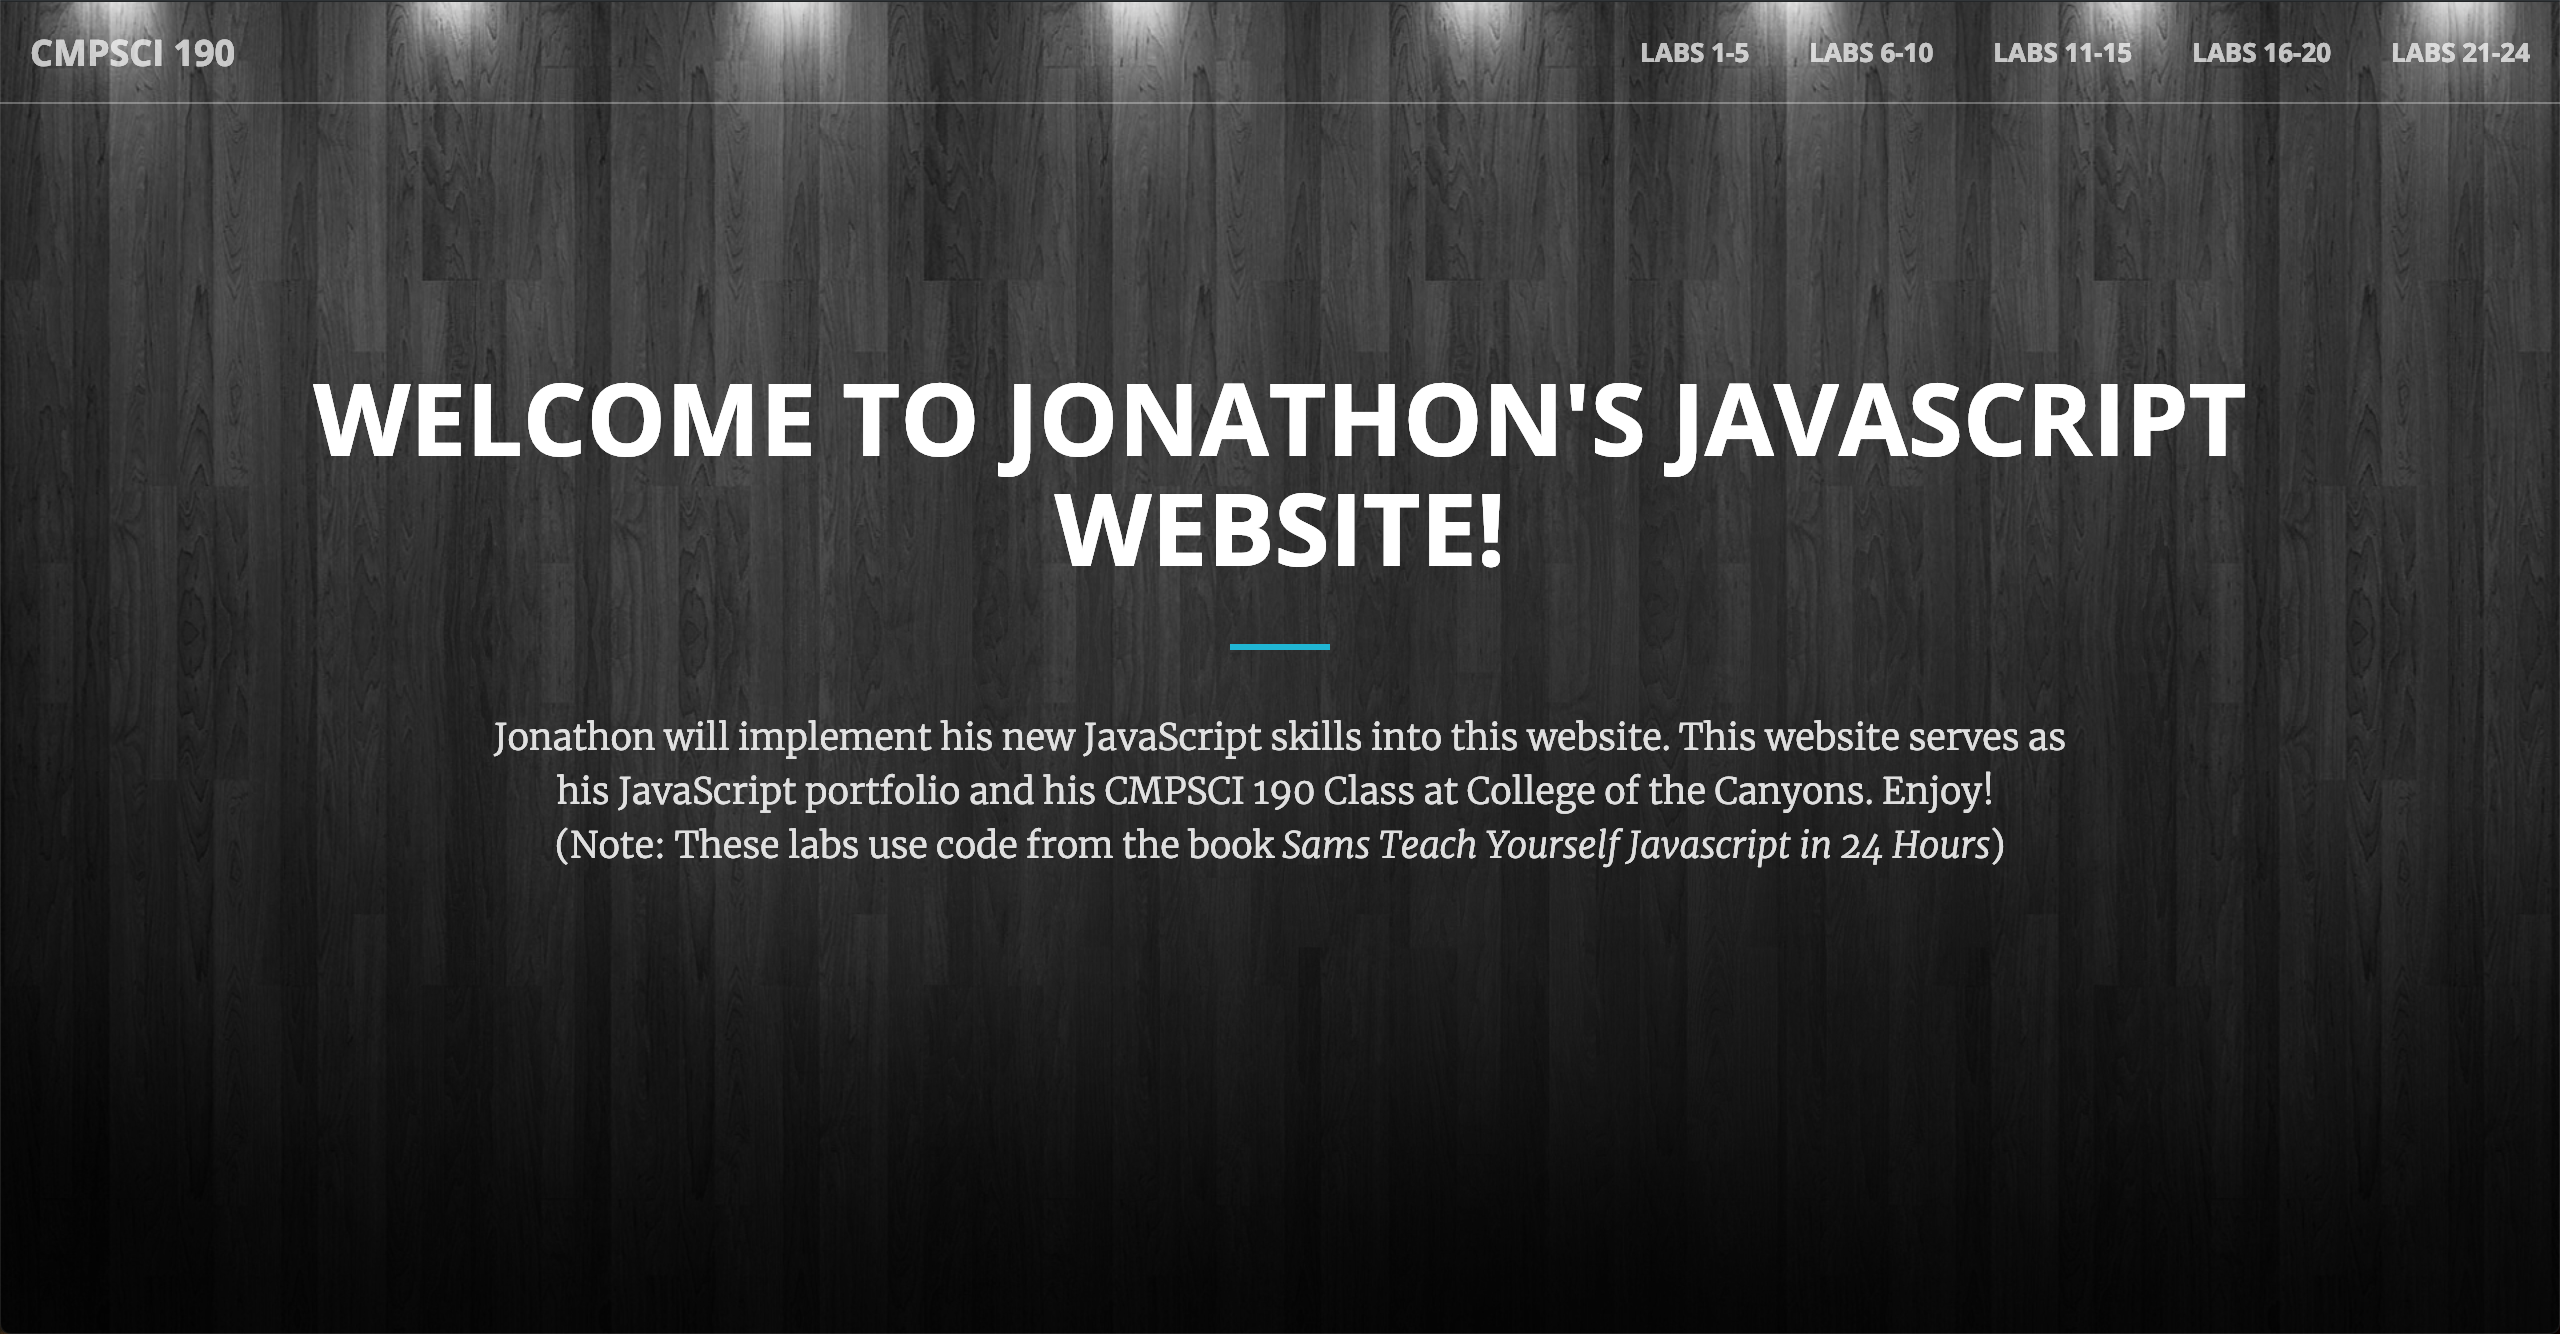 CMPSCI 190
LABS 1-5
LABS 6-10
LABS 11-15
LABS 16-20
LABS 21-24
WELCOME TO JONATHON'S JAVASCRIPT
WEBSITE!
Jonathon will implement his new JavaScript skills into this website. This website serves as
his JavaScript portfolio and his CMPSCI 190 Class at College of the Canyons. Enjoy!
(Note: These labs use code from the book Sams Teach Yourself Javascript in 24 Hours)